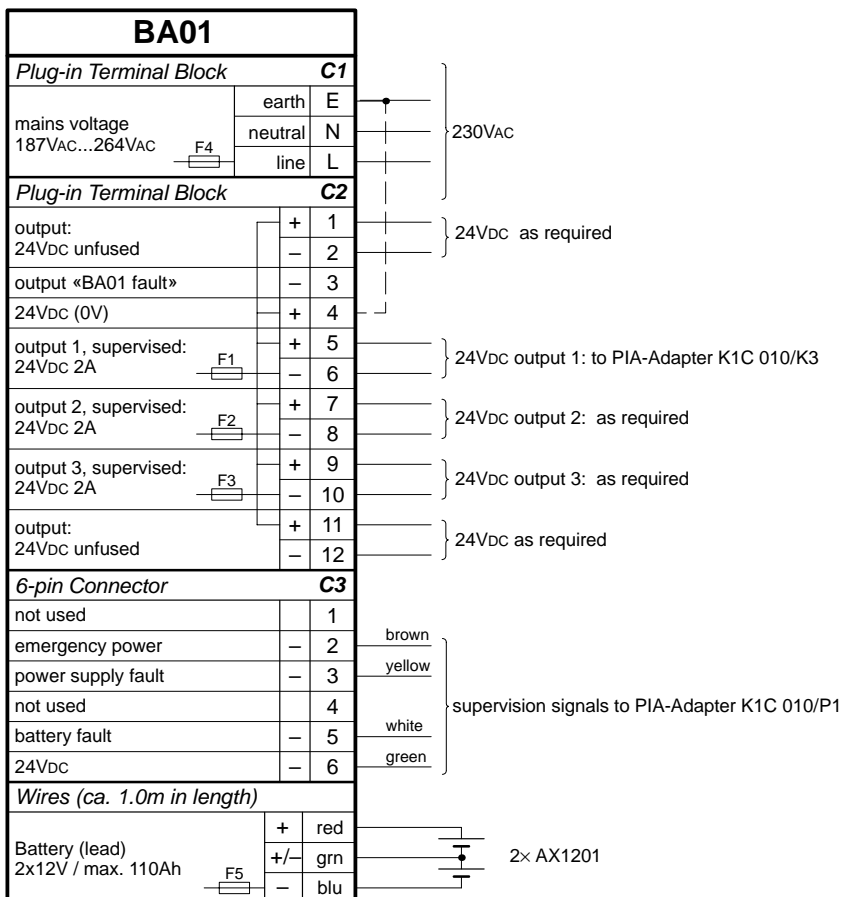 BA01
Plug-in Terminal Block C1
mains voltage
187VAC...264VAC
F4
earth E
neutral N
line L
230VAC
Plug-in Terminal Block C2
output:
24VDC unfused
+ 1
– 2
24VDC as required
output «BA01 fault» – 3
24VDC (0V) + 4
output 1, supervised:
24VDC 2A
F1
+ 5
– 6
24VDC output 1: to PIA-Adapter K1C 010/K3
output 2, supervised:
24VDC 2A
F2
+ 7
– 8
24VDC output 2: as required
output 3, supervised:
24VDC 2A
F3
+ 9
– 10
24VDC output 3: as required
output:
24VDC unfused
+ 11
– 12
24VDC as required
6-pin Connector C3
not used 1
emergency power – 2 brown
power supply fault – 3 yellow
not used 4
battery fault – 5 white
24VDC – 6 green
supervision signals to PIA-Adapter K1C 010/P1
Wires (ca. 1.0m in length)
Battery (lead)
2x12V / max. 110Ah
F5
+ red
+/– grn
– blu
2× AX1201